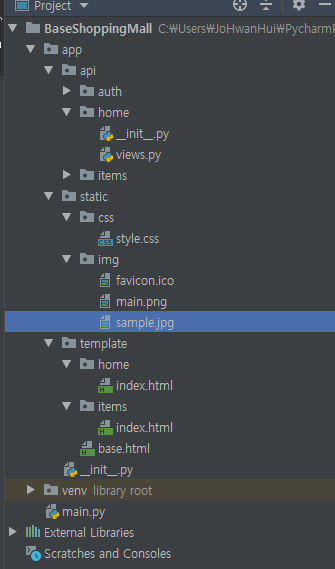 Project
BaseShoppingMall C:₩Users₩JoHwanHui₩Pycharm
app
api
auth
home
__init__.py
views.py
items
static
css
style.css
img
favicon.ico
main.png
sample.jpg
template
home
index.html
items
index.html
base.html
__init__.py
venv library root
main.py
External Libraries
Scratches and Consoles